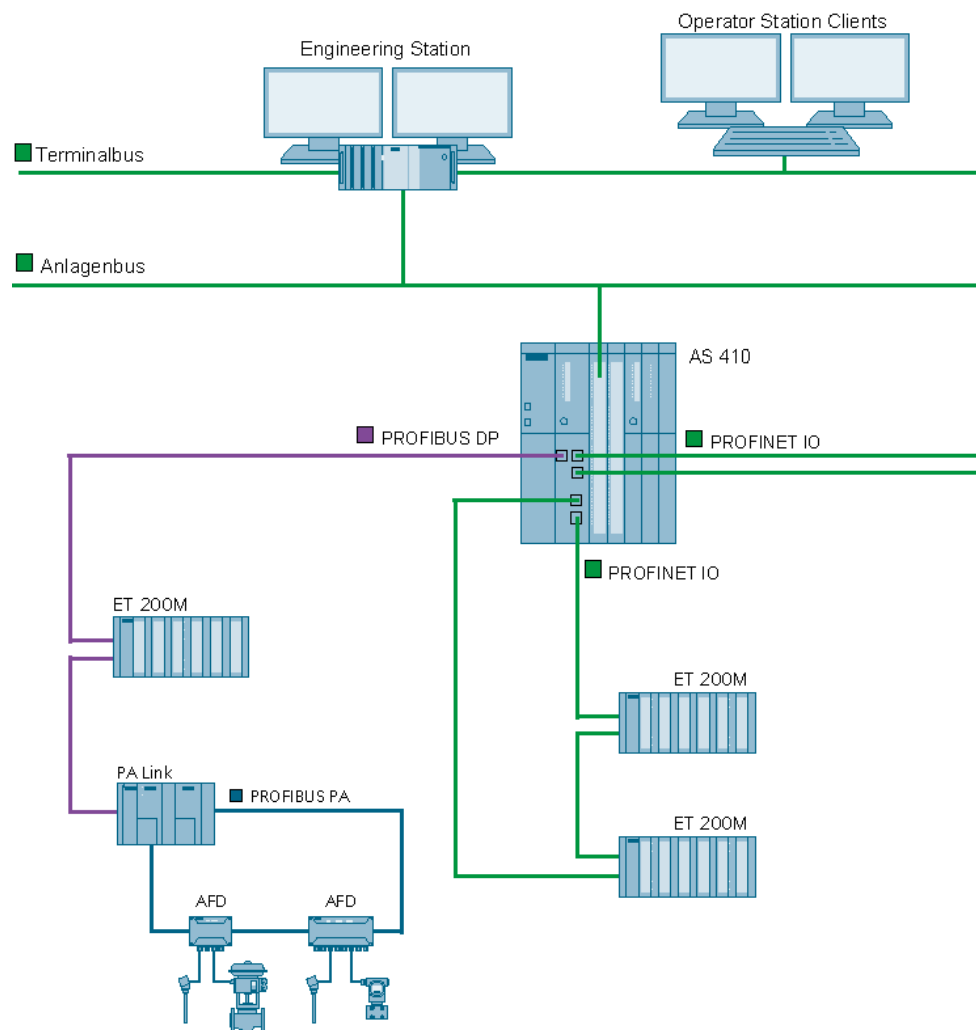 Operator Station Clients
Engineering Station
Terminalbus
Anlagenbus
AS 410
PROFIBUS DP
PROFINET IO
PROFINET IO
ET 200M
ET 200M
PA Link
PROFIBUS PA
ET 200M
AFD
AFD